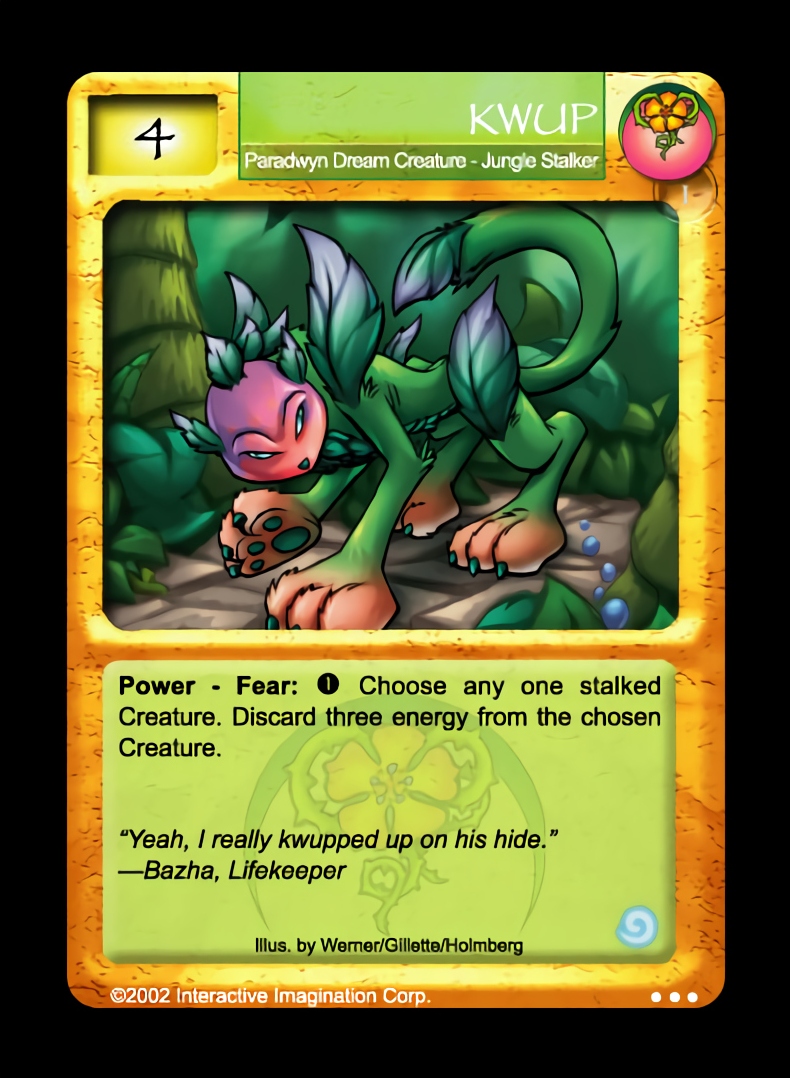 4
KWUP
Paradwyn Dream Creature - Jungle Stalker
1
Power - Fear: ❶ Choose any one stalked
Creature. Discard three energy from the chosen
Creature.
“Yeah, I really kwupped up on his hide.”
—Bazha, Lifekeeper
Illus. by Werner/Gillette/Holmberg
©2002 Interactive Imagination Corp.